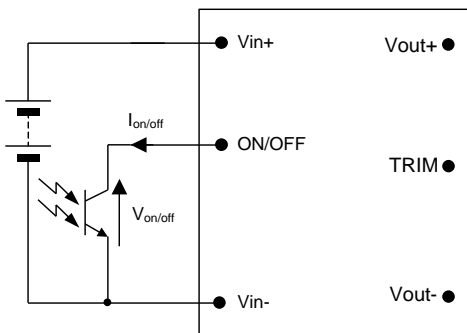 Vin+
Vout+
Ion/off
ON/OFF
TRIM
Von/off
Vin-
Vout-